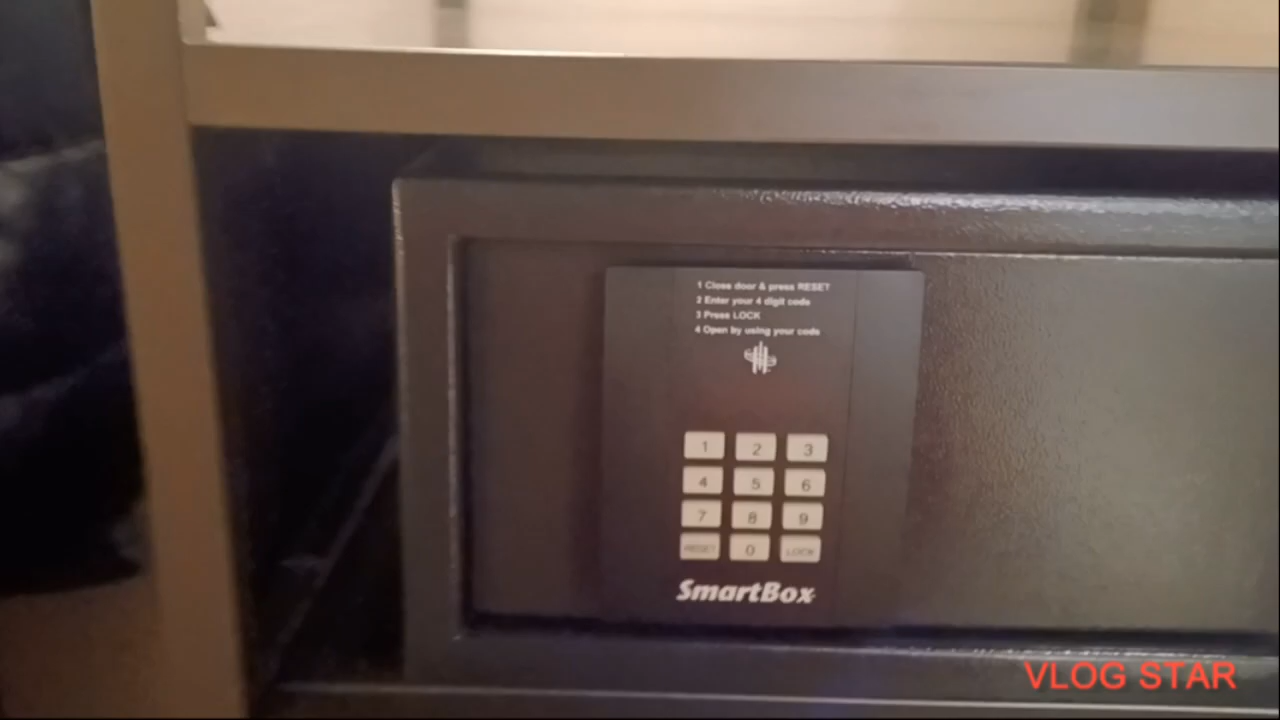 1 Close door & press RESET
2 Enter your 4 digit code
3 Press LOCK
4 Open by using your code
1 2 3
4 5 6
7 8 9
RESET 0 LOCK
SmartBox
VLOG STAR